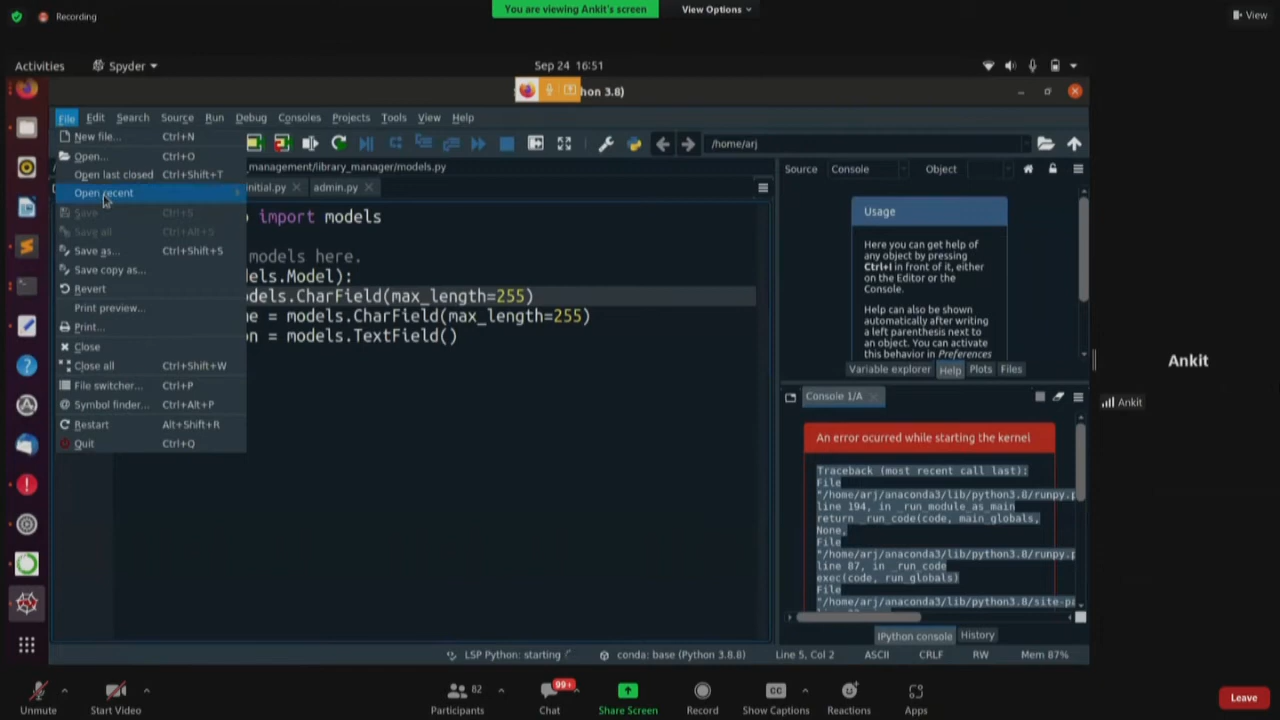 Recording
You are viewing Ankit's screen
View Options
View
Activities
Spyder
Sep 24 16:51
hon 3.8)
File Edit Search Source Run Debug Consoles Projects Tools View Help
New file... Ctrl+N
Open... Ctrl+O
Open last closed Ctrl+Shift+T
Open recent
Save Ctrl+S
Save all Ctrl+Alt+S
Save as... Ctrl+Shift+S
Save copy as...
Revert
Print preview...
Print...
Close
Close all Ctrl+Shift+W
File switcher... Ctrl+P
Symbol finder... Ctrl+Alt+P
Restart Alt+Shift+R
Quit Ctrl+Q
/home/arj
_management/library_manager/models.py
initial.py admin.py
import models
models here.
dels.Model):
odels.CharField(max_length=255)
ne = models.CharField(max_length=255)
on = models.TextField()
Source Console Object
Usage
Here you can get help of
any object by pressing
Ctrl+I in front of it, either
on the Editor or the
Console.
Help can also be shown
automatically after writing
a left parenthesis next to
an object. You can activate
this behavior in Preferences
Variable explorer Help Plots Files
Console 1/A
An error ocurred while starting the kernel
Traceback (most recent call last):
File
"/home/arj/anaconda3/lib/python3.8/runpy.p
line 194, in _run_module_as_main
return _run_code(code, main_globals,
None,
File
"/home/arj/anaconda3/lib/python3.8/runpy.p
line 87, in _run_code
exec(code, run_globals)
File
"/home/arj/anaconda3/lib/python3.8/site-pa
IPython console History
LSP Python: starting conda: base (Python 3.8.8) Line 5, Col 2 ASCII CRLF RW Mem 87%
Ankit
Ankit
Unmute
Start Video
82
Participants
99+
Chat
Share Screen
Record
CC
Show Captions
Reactions
Apps
Leave